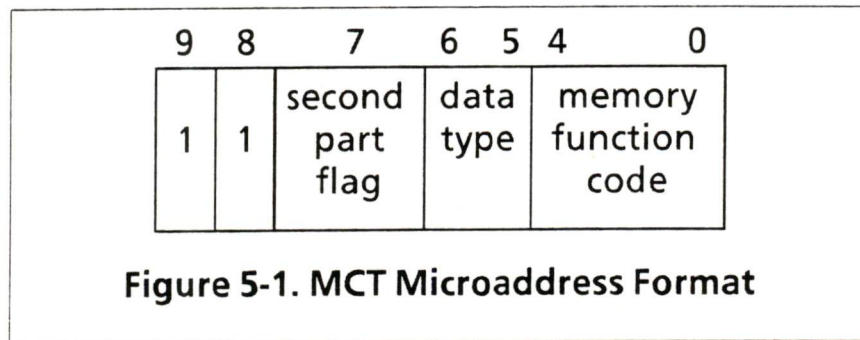 9 8 7 6 5 4 0
1 1 second part flag data type memory function code
Figure 5-1. MCT Microaddress Format